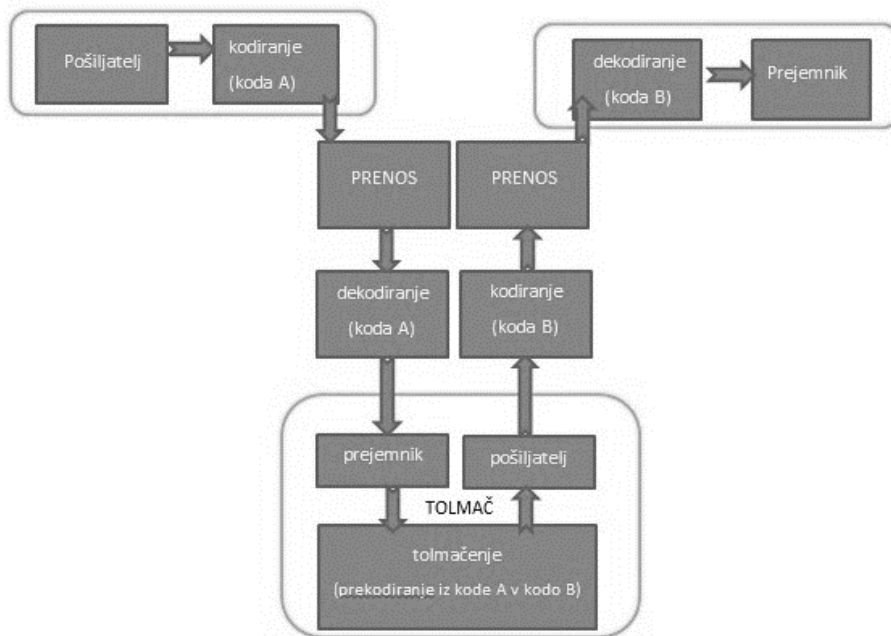 Pošiljatelj
kodiranje
(koda A)
PRENOS
dekodiranje
(koda A)
prejemnik
TOLMAČ
tolmačenje
(prekodiranje iz kode A v kodo B)
pošiljatelj
kodiranje
(koda B)
PRENOS
dekodiranje
(koda B)
Prejemnik